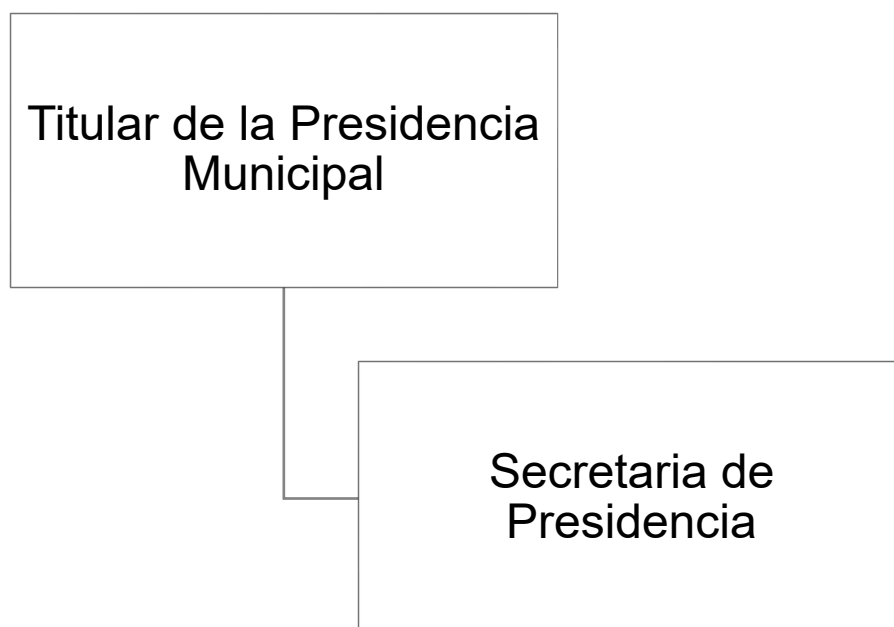 Titular de la Presidencia
Municipal
Secretaria de
Presidencia